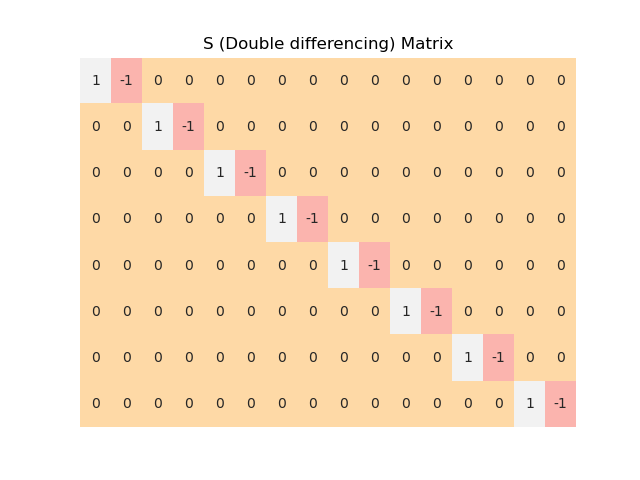 S (Double differencing) Matrix
1 -1 0 0 0 0 0 0 0 0 0 0 0 0 0 0
0 0 1 -1 0 0 0 0 0 0 0 0 0 0 0 0
0 0 0 0 1 -1 0 0 0 0 0 0 0 0 0 0
0 0 0 0 0 0 1 -1 0 0 0 0 0 0 0 0
0 0 0 0 0 0 0 0 1 -1 0 0 0 0 0 0
0 0 0 0 0 0 0 0 0 0 1 -1 0 0 0 0
0 0 0 0 0 0 0 0 0 0 0 0 1 -1 0 0
0 0 0 0 0 0 0 0 0 0 0 0 0 0 1 -1